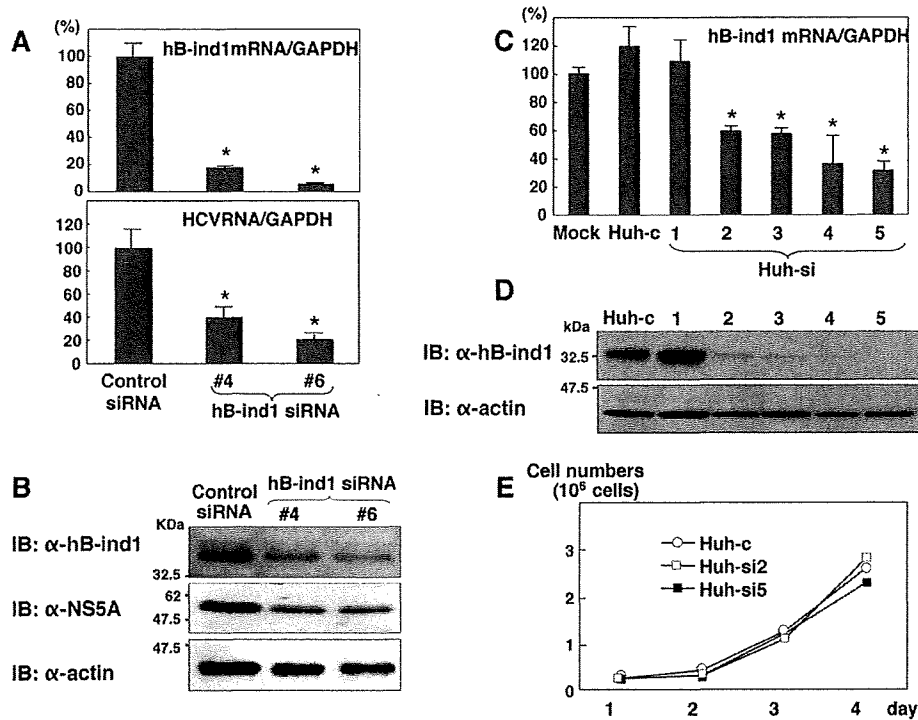 A
(%)
hB-ind1mRNA/GAPDH
100
80
60
40
20
0
*
*
HCVRNA/GAPDH
120
100
80
60
40
20
0
*
*
Control siRNA
#4
#6
hB-ind1 siRNA
B
Control siRNA
hB-ind1 siRNA
#4
#6
KDa
IB: α-hB-ind1
32.5
IB: α-NS5A
62
47.5
IB: α-actin
47.5
C
(%)
hB-ind1 mRNA/GAPDH
120
100
80
60
40
20
0
*
*
*
*
Mock
Huh-c
1
2
3
4
5
Huh-si
D
kDa
Huh-c
1
2
3
4
5
IB: α-hB-ind1
32.5
IB: α-actin
47.5
E
Cell numbers
(10⁶ cells)
3
2
1
0
Huh-c
Huh-si2
Huh-si5
1
2
3
4
day